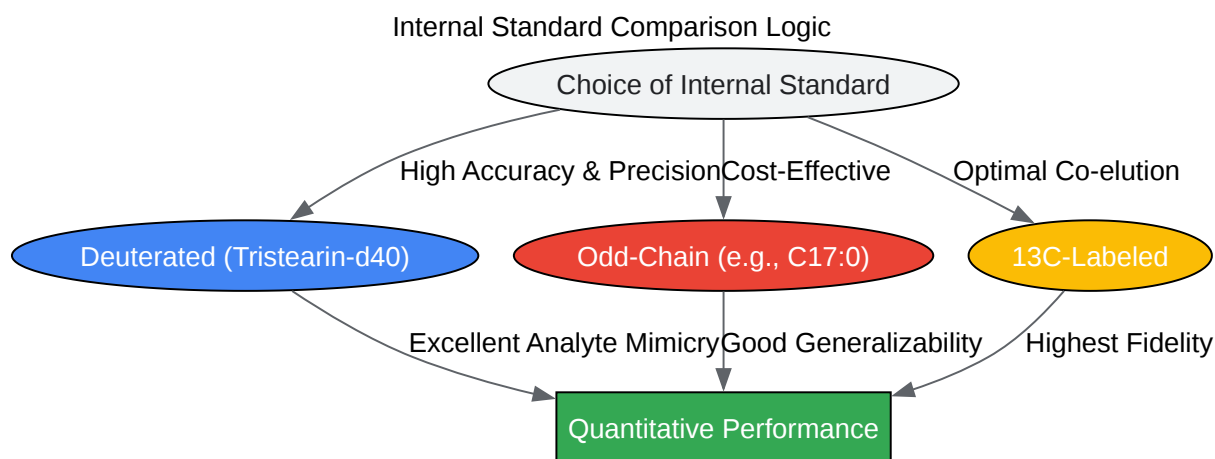 Internal Standard Comparison Logic
Choice of Internal Standard
High Accuracy & Precision
Cost-Effective
Optimal Co-elution
Deuterated (Tristearin-d40)
Odd-Chain (e.g., C17:0)
13C-Labeled
Excellent Analyte Mimicry
Good Generalizability
Highest Fidelity
Quantitative Performance